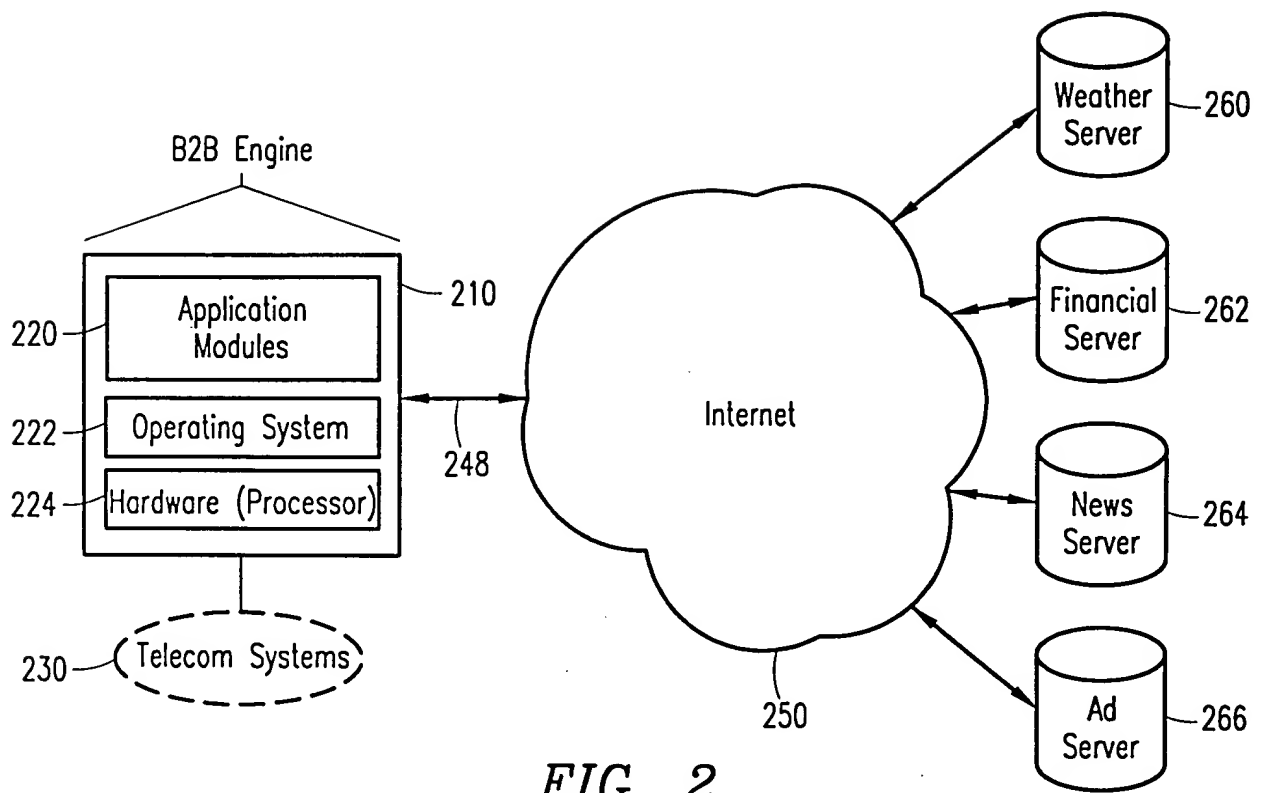 B2B Engine
210
220
Application
Modules
222
Operating System
224
Hardware (Processor)
230
Telecom Systems
248
Internet
250
Weather
Server
260
Financial
Server
262
News
Server
264
Ad
Server
266
FIG. 2